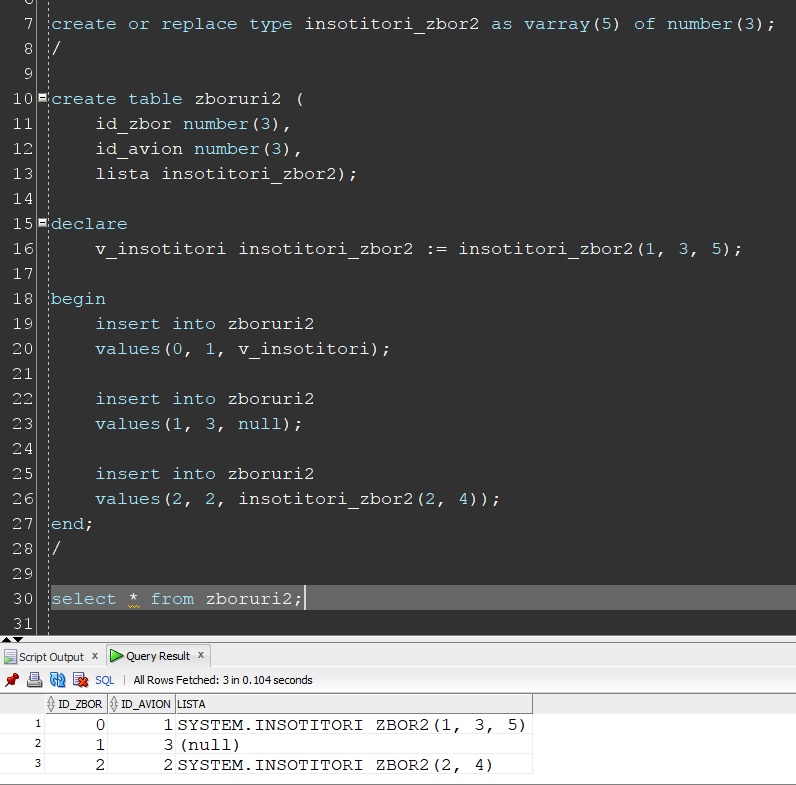 7 create or replace type insotitori_zbor2 as varray(5) of number(3);
8 /
9
10 create table zboruri2 (
11     id_zbor number(3),
12     id_avion number(3),
13     lista insotitori_zbor2);
14
15 declare
16     v_insotitori insotitori_zbor2 := insotitori_zbor2(1, 3, 5);
17
18 begin
19     insert into zboruri2
20     values(0, 1, v_insotitori);
21
22     insert into zboruri2
23     values(1, 3, null);
24
25     insert into zboruri2
26     values(2, 2, insotitori_zbor2(2, 4));
27 end;
28 /
29
30 select * from zboruri2;
31
Script Output x Query Result x
SQL | All Rows Fetched: 3 in 0.104 seconds
ID_ZBOR ID_AVION LISTA
1 0 1 SYSTEM.INSOTITORI ZBOR2(1, 3, 5)
2 1 3 (null)
3 2 2 SYSTEM.INSOTITORI ZBOR2(2, 4)